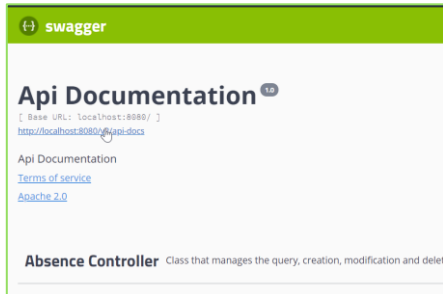 swagger
Api Documentation 1.0
[ Base URL: localhost:8080/ ]
http://localhost:8080/ /api-docs
Api Documentation
Terms of service
Apache 2.0
Absence Controller Class that manages the query, creation, modification and delet